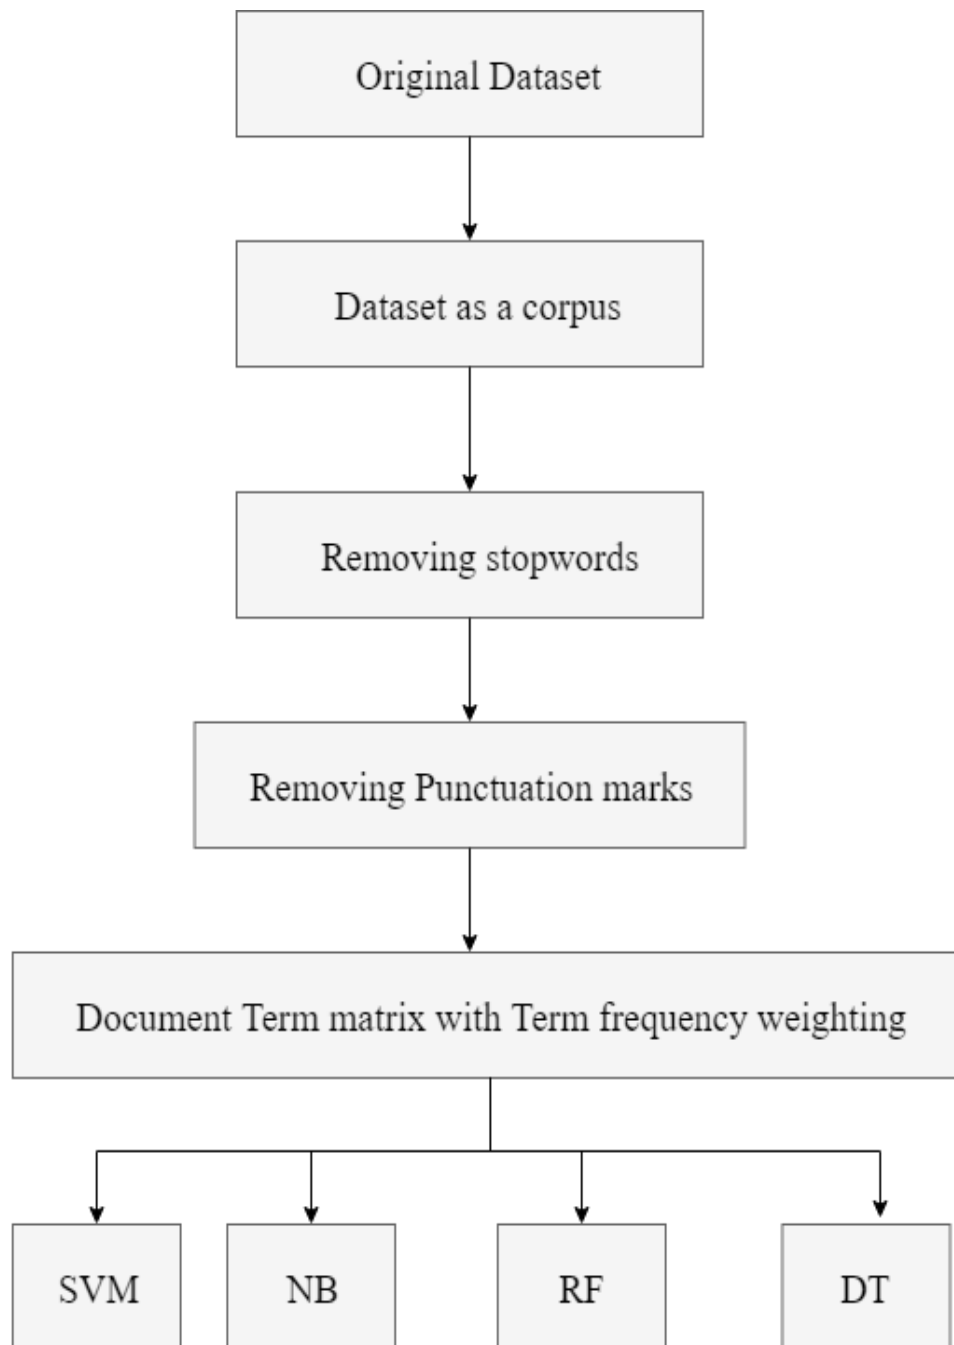 Original Dataset
Dataset as a corpus
Removing stopwords
Removing Punctuation marks
Document Term matrix with Term frequency weighting
SVM
NB
RF
DT